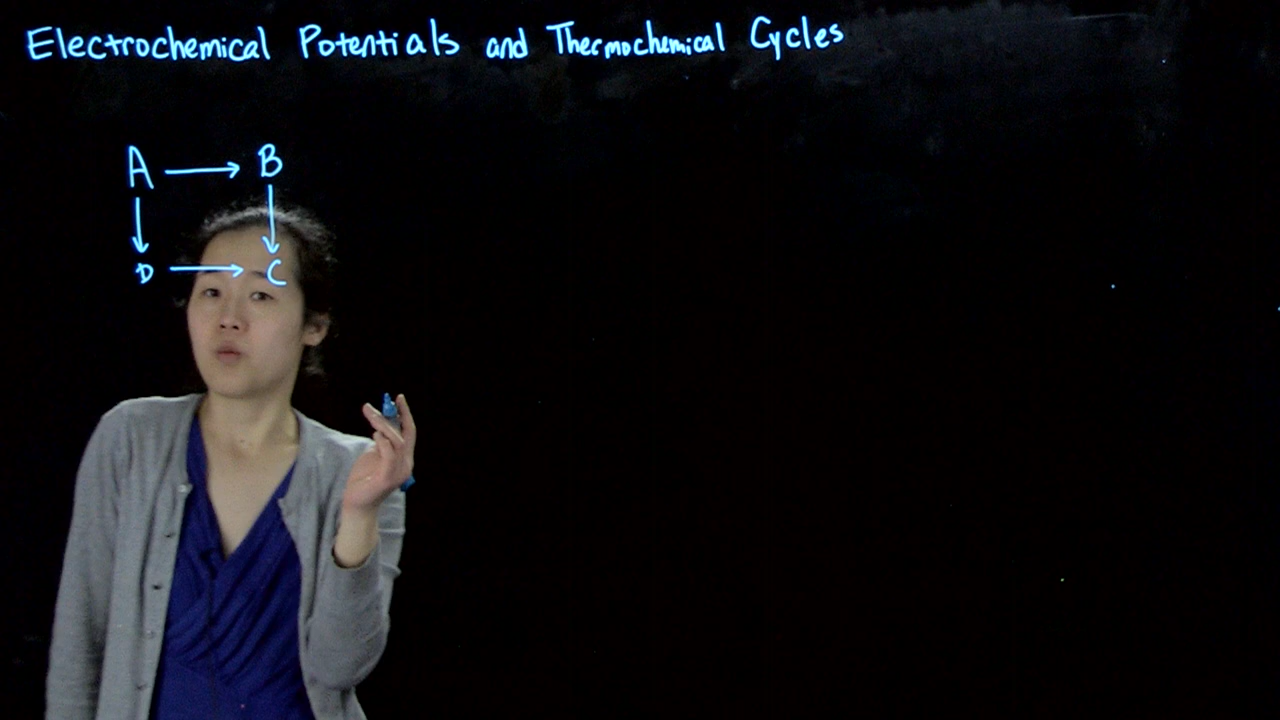 Electrochemical Potentials and Thermochemical Cycles
A → B
↓ ↓
D → C